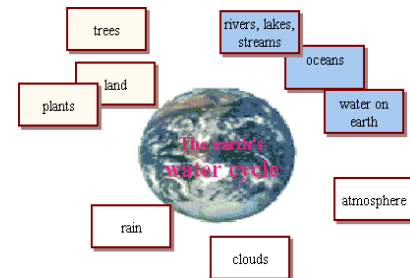 trees
rivers, lakes,
streams
oceans
land
plants
water on
earth
The earth's
water cycle
atmosphere
rain
clouds